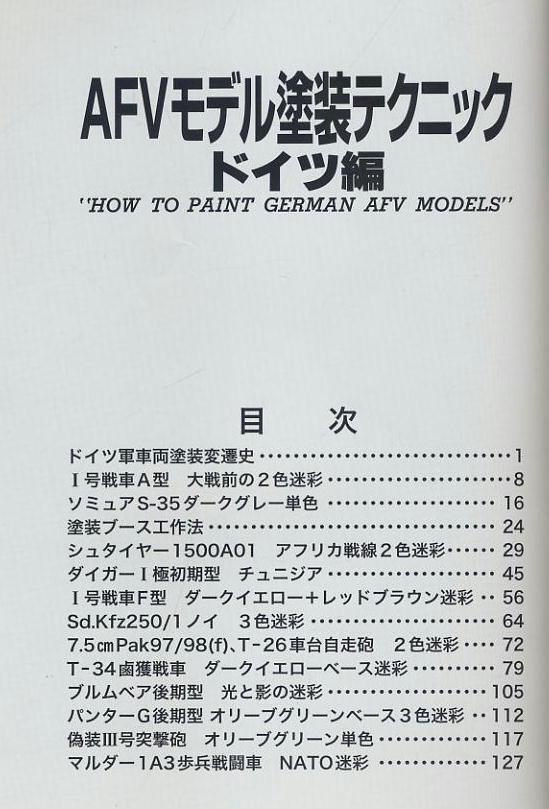 AFVモデル塗装テクニック
ドイツ編
"HOW TO PAINT GERMAN AFV MODELS"
目　次
ドイツ軍車両塗装変遷史 ・・・・・・・・・・・・・・・・・・・・・・・・・・・・・・ 1
Ⅰ号戦車A型　大戦前の2色迷彩 ・・・・・・・・・・・・・・・・・・・・ 8
ソミュアS-35ダークグレー単色 ・・・・・・・・・・・・・・・・・・・ 16
塗装ブース工作法 ・・・・・・・・・・・・・・・・・・・・・・・・・・・・・・・・・・ 24
シュタイヤー1500A01　アフリカ戦線2色迷彩 ・・・・・・ 29
ダイガーⅠ極初期型　チュニジア ・・・・・・・・・・・・・・・・・・・・ 45
Ⅰ号戦車F型　ダークイエロー＋レッドブラウン迷彩 ・・ 56
Sd.Kfz250/1ノイ　3色迷彩 ・・・・・・・・・・・・・・・・・・・・・・・ 64
7.5㎝Pak97/98(f)、T-26車台自走砲　2色迷彩 ・・・・ 72
T-34鹵獲戦車　ダークイエローベース迷彩 ・・・・・・・・・・ 79
ブルムベア後期型　光と影の迷彩 ・・・・・・・・・・・・・・・・・・・ 105
パンターG後期型 オリーブグリーンベース3色迷彩 ・・ 112
偽装Ⅲ号突撃砲　オリーブグリーン単色 ・・・・・・・・・・・・・ 117
マルダー1A3歩兵戦闘車　NATO迷彩 ・・・・・・・・・・・・・ 127